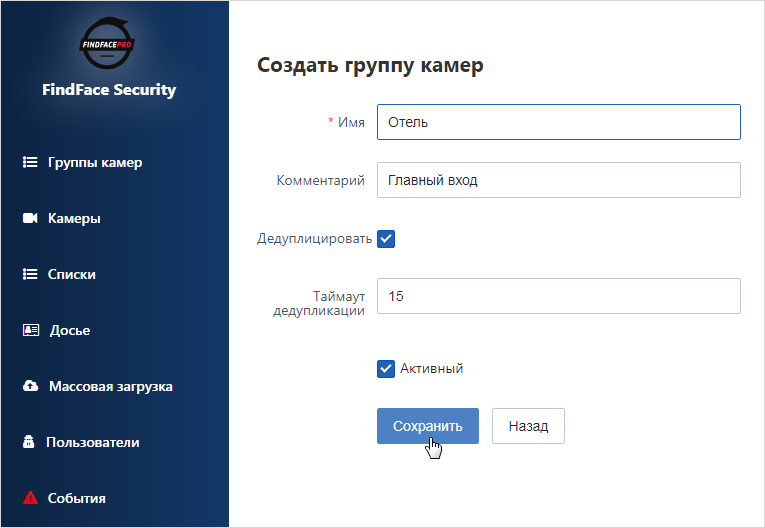 FINDFACEPRO
FindFace Security
Группы камер
Камеры
Списки
Досье
Массовая загрузка
Пользователи
События
Создать группу камер
* Имя
Отель
Комментарий
Главный вход
Дедуплицировать
Таймаут
дедупликации
15
Активный
Сохранить
Назад